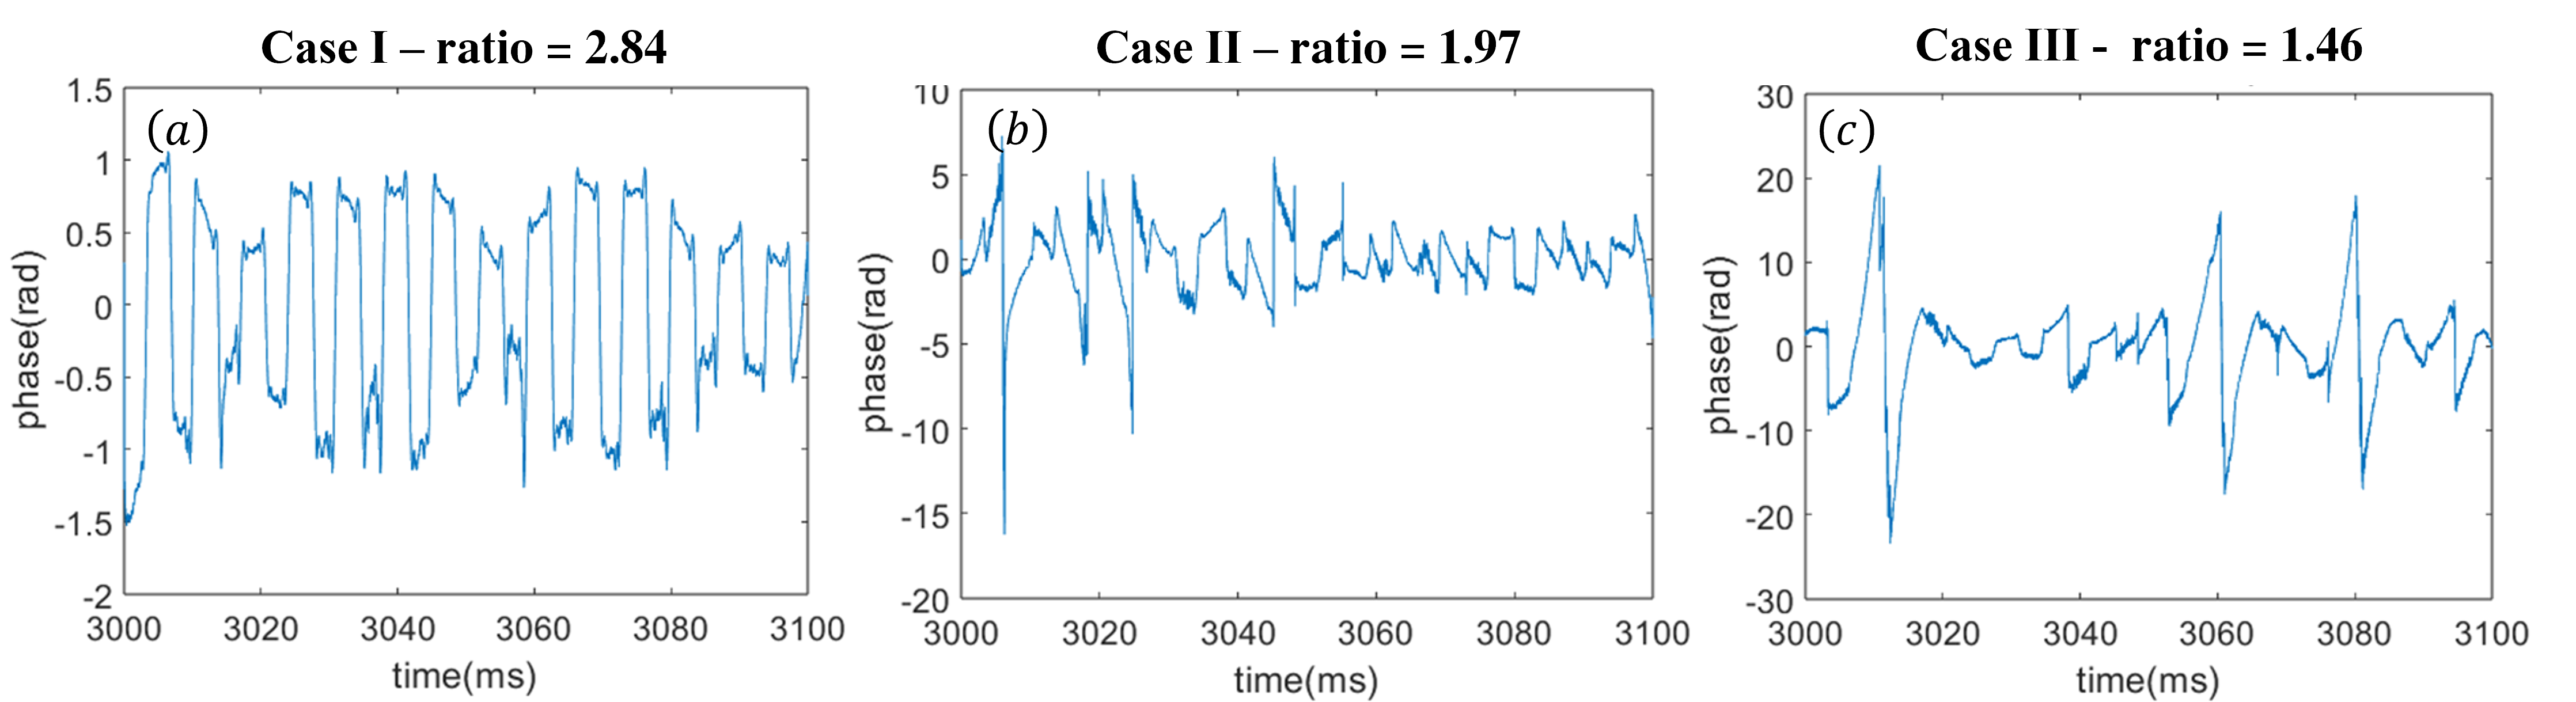 Case I – ratio = 2.84
Case II – ratio = 1.97
Case III - ratio = 1.46
(a)
1.5
1
0.5
0
-0.5
-1
-1.5
-2
phase(rad)
3000 3020 3040 3060 3080 3100
time(ms)
(b)
10
5
0
-5
-10
-15
-20
phase(rad)
3000 3020 3040 3060 3080 3100
time(ms)
(c)
30
20
10
0
-10
-20
-30
phase(rad)
3000 3020 3040 3060 3080 3100
time(ms)